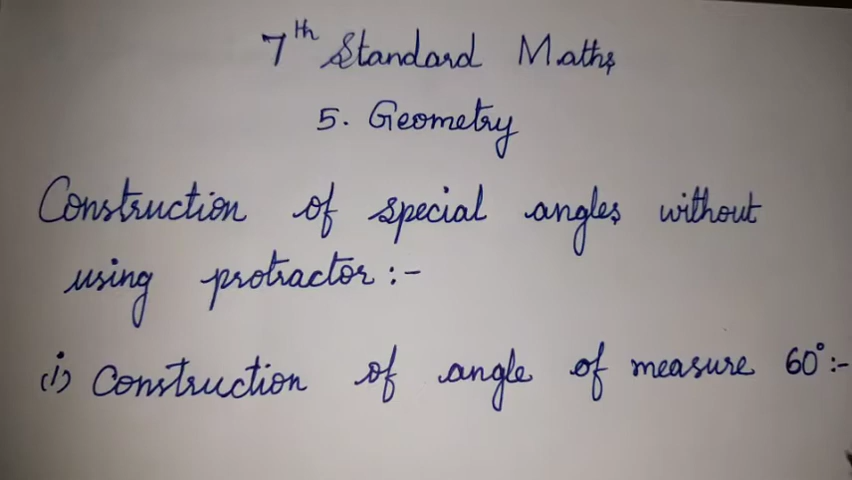 7th Standard Maths
5. Geometry
Construction of special angles without
using protractor:-
(i) Construction of angle of measure 60°:-